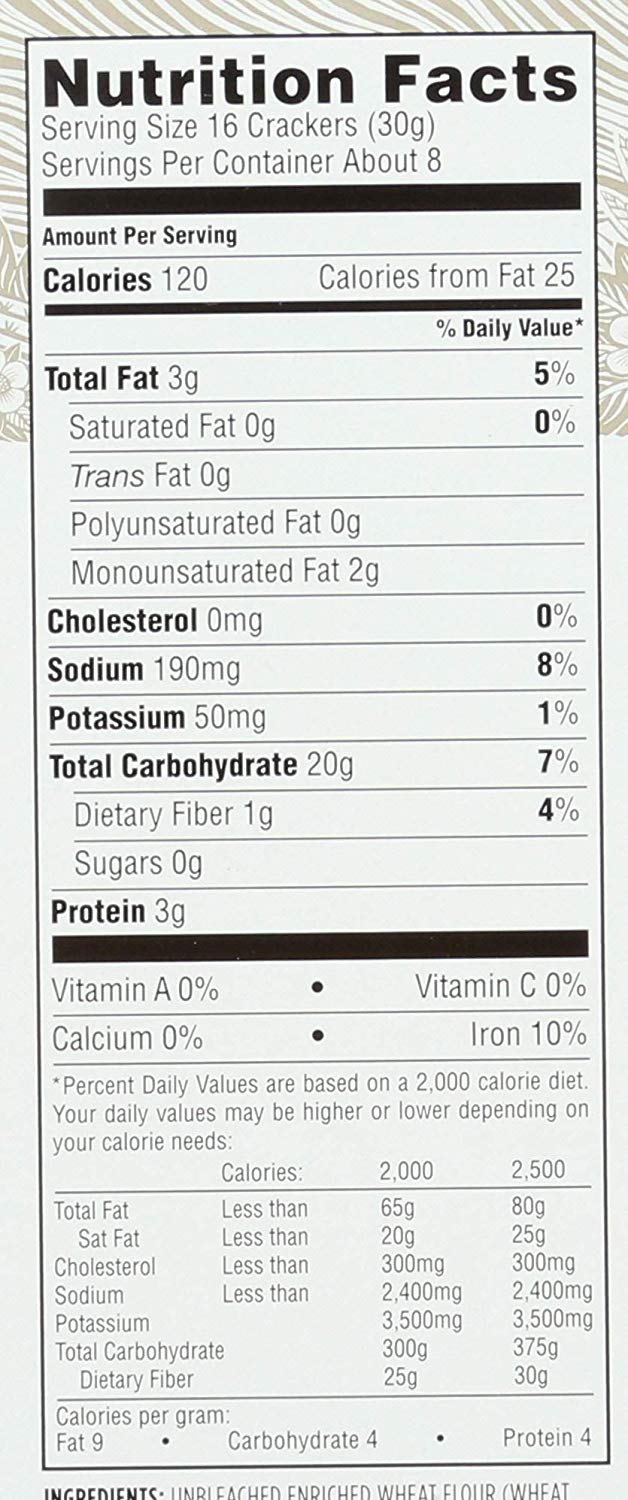 Nutrition Facts
Serving Size 16 Crackers (30g)
Servings Per Container About 8
Amount Per Serving
Calories 120 Calories from Fat 25
% Daily Value*
Total Fat 3g 5%
Saturated Fat 0g 0%
Trans Fat 0g
Polyunsaturated Fat 0g
Monounsaturated Fat 2g
Cholesterol 0mg 0%
Sodium 190mg 8%
Potassium 50mg 1%
Total Carbohydrate 20g 7%
Dietary Fiber 1g 4%
Sugars 0g
Protein 3g
Vitamin A 0% • Vitamin C 0%
Calcium 0% • Iron 10%
*Percent Daily Values are based on a 2,000 calorie diet.
Your daily values may be higher or lower depending on
your calorie needs:
Calories: 2,000 2,500
Total Fat Less than 65g 80g
Sat Fat Less than 20g 25g
Cholesterol Less than 300mg 300mg
Sodium Less than 2,400mg 2,400mg
Potassium 3,500mg 3,500mg
Total Carbohydrate 300g 375g
Dietary Fiber 25g 30g
Calories per gram:
Fat 9 • Carbohydrate 4 • Protein 4
INGREDIENTS: UNBLEACHED ENRICHED WHEAT FLOUR (WHEAT